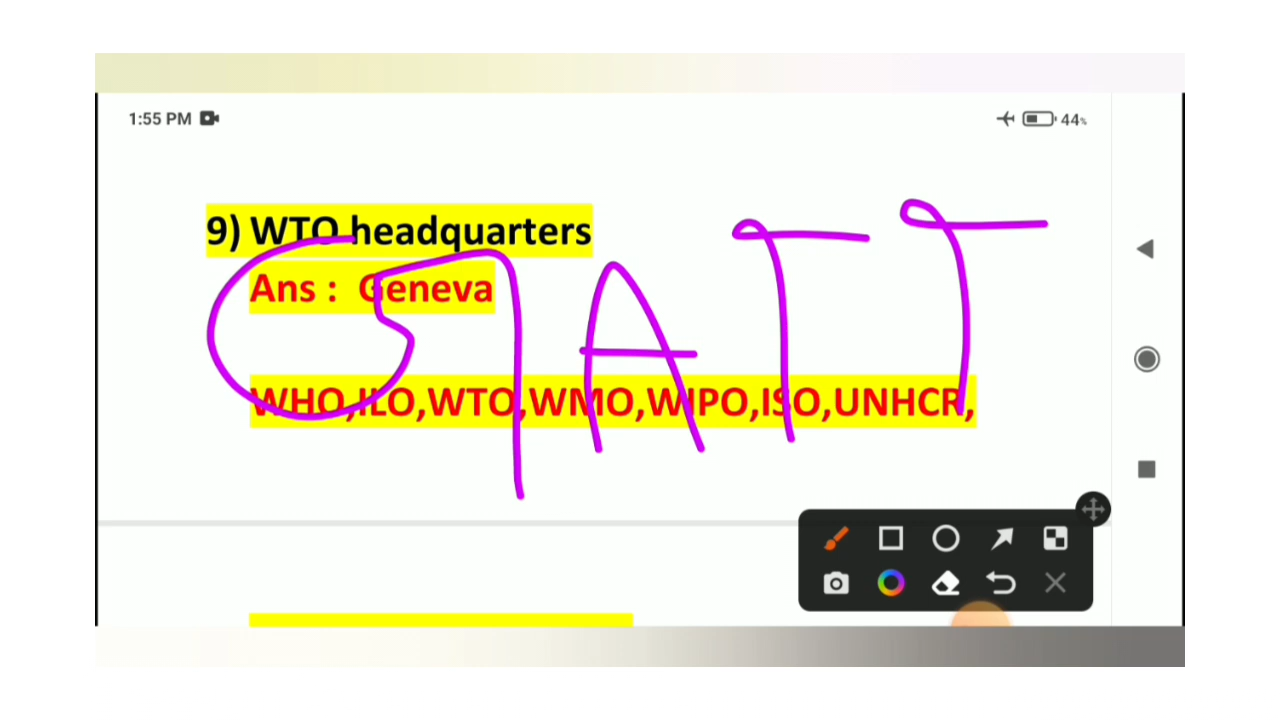 1:55 PM 44%
9) WTO headquarters
Ans : Geneva
GATT
WHO,ILO,WTO,WMO,WIPO,ISO,UNHCR,